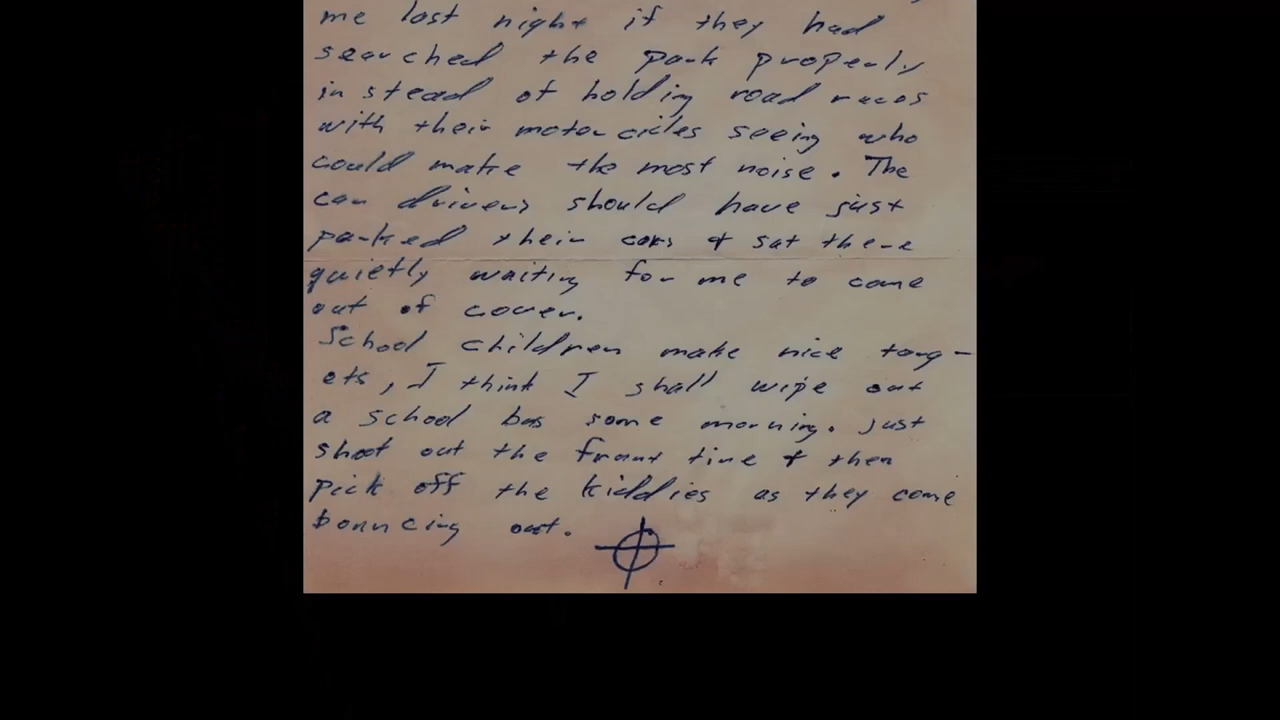 me last night if they had
searched the park properly
in stead of holding road races
with their motorcicles seeing who
could make the most noise. The
car drivers should have just
parked their cars & sat there
quietly waiting for me to come
out of cover.
School children make nice targ-
ets, I think I shall wipe out
a school bus some morning. Just
shoot out the front tire & then
pick off the kiddies as they come
bouncing out.